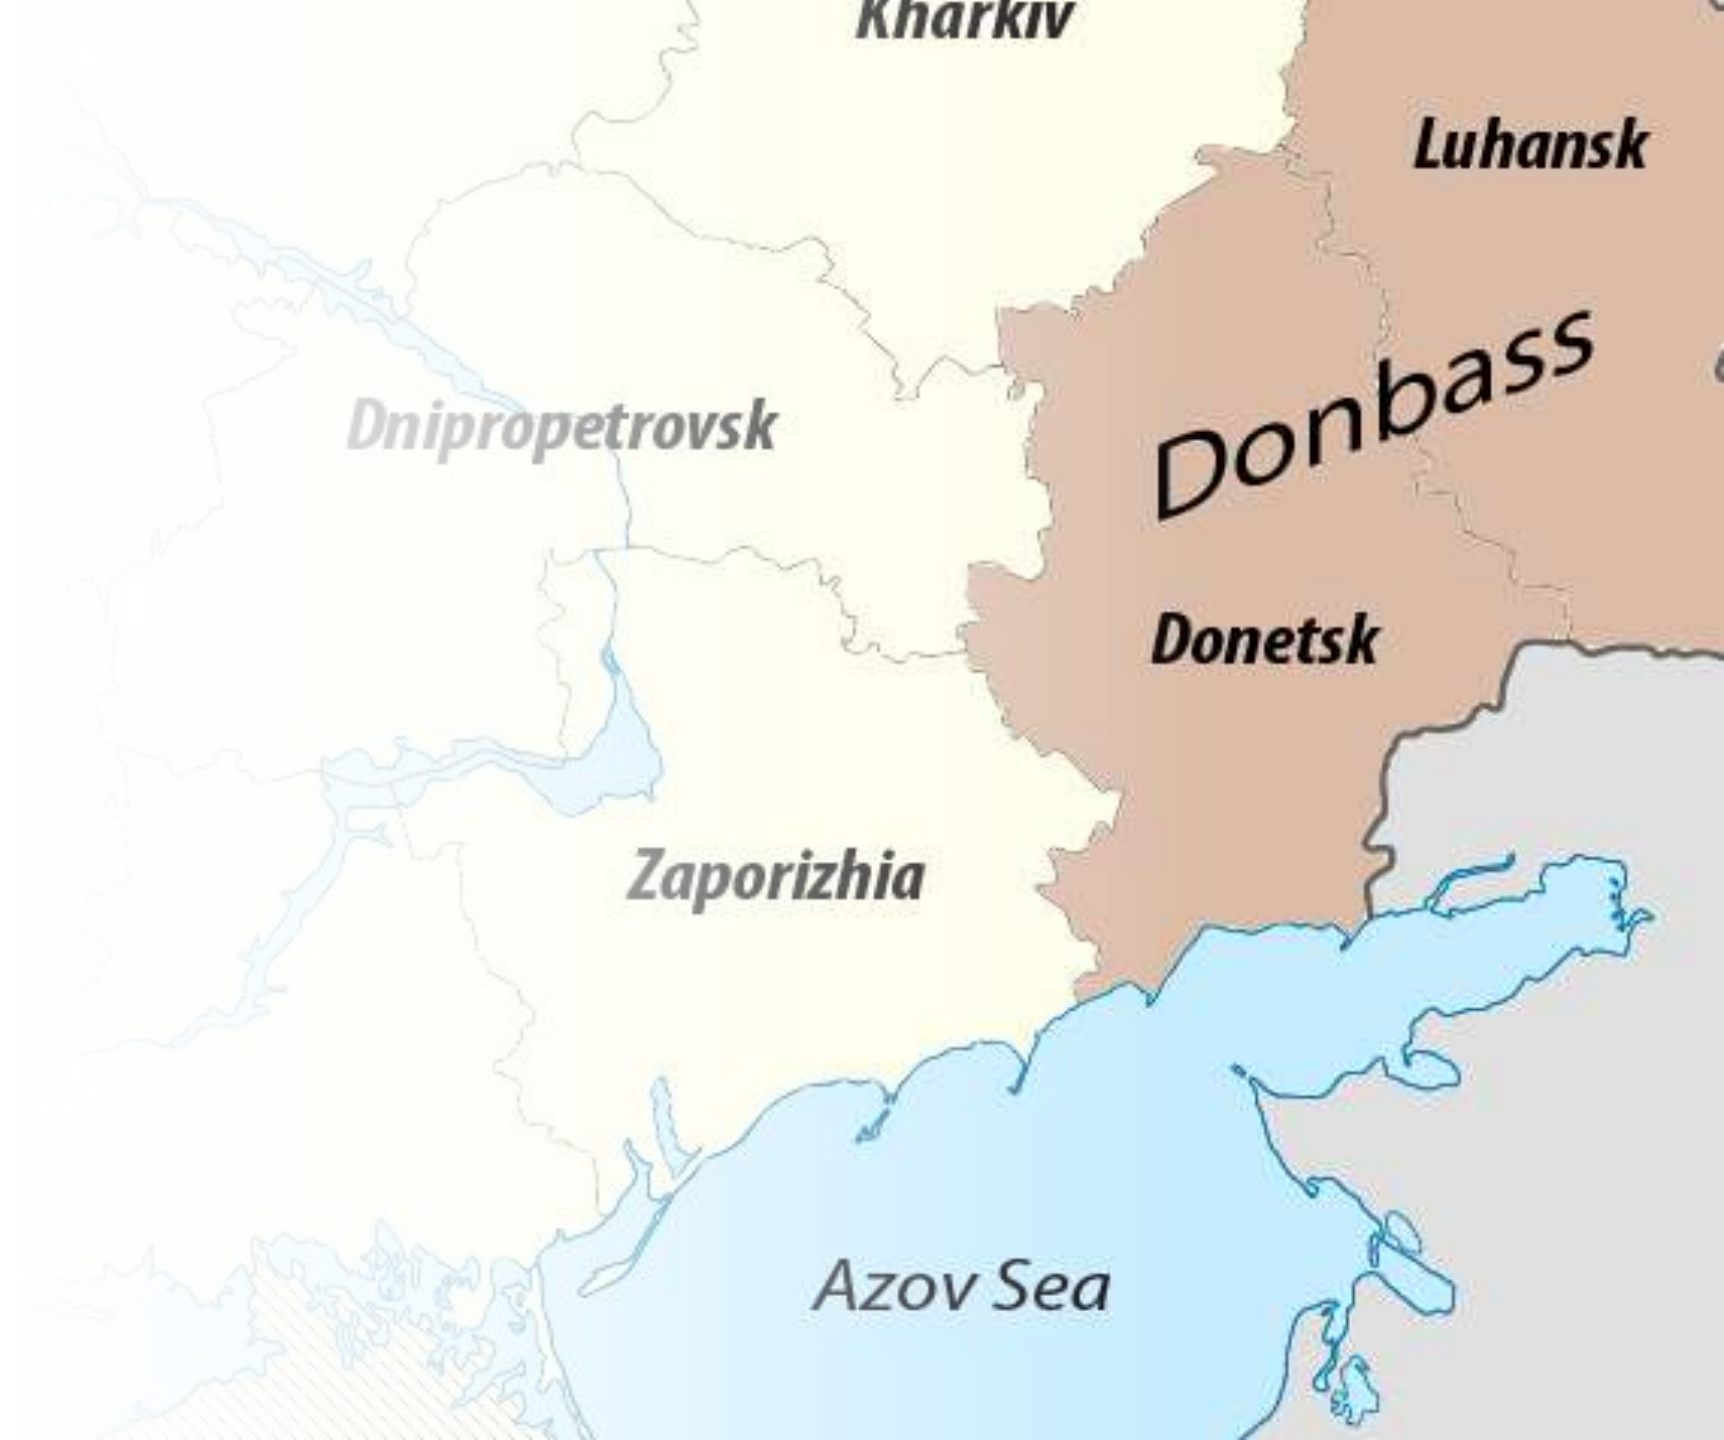 Kharkiv
Luhansk
Donbass
Dnipropetrovsk
Donetsk
Zaporizhia
Azov Sea